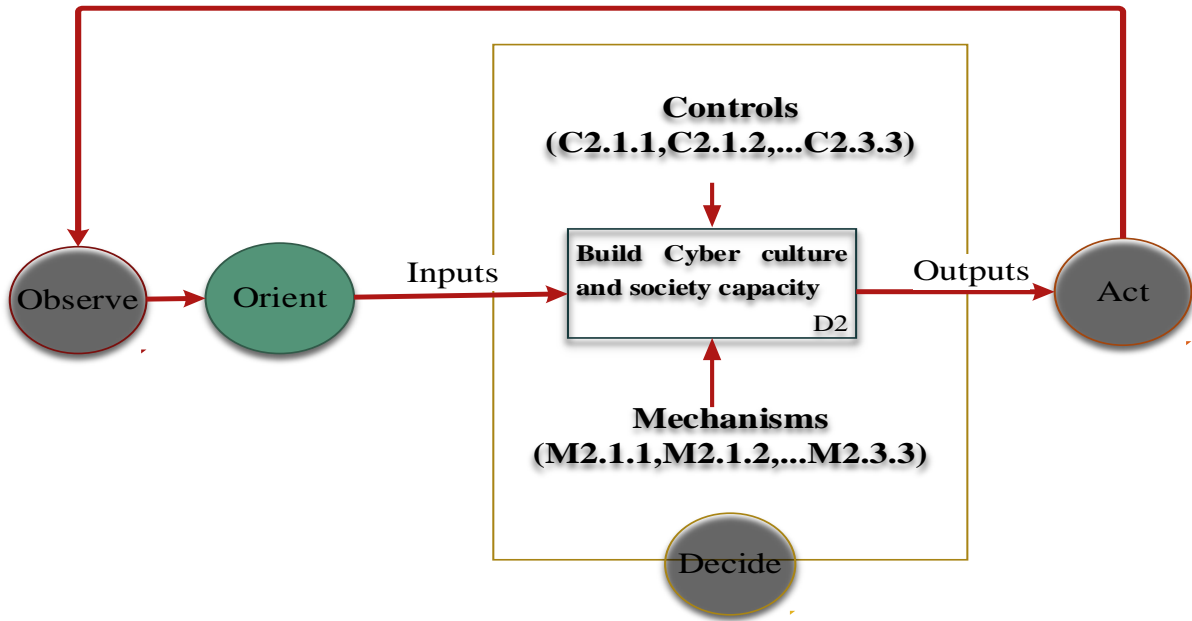 Controls
(C2.1.1,C2.1.2,...C2.3.3)
Observe
Orient
Inputs
Build Cyber culture
and society capacity
D2
Outputs
Act
Mechanisms
(M2.1.1,M2.1.2,...M2.3.3)
Decide